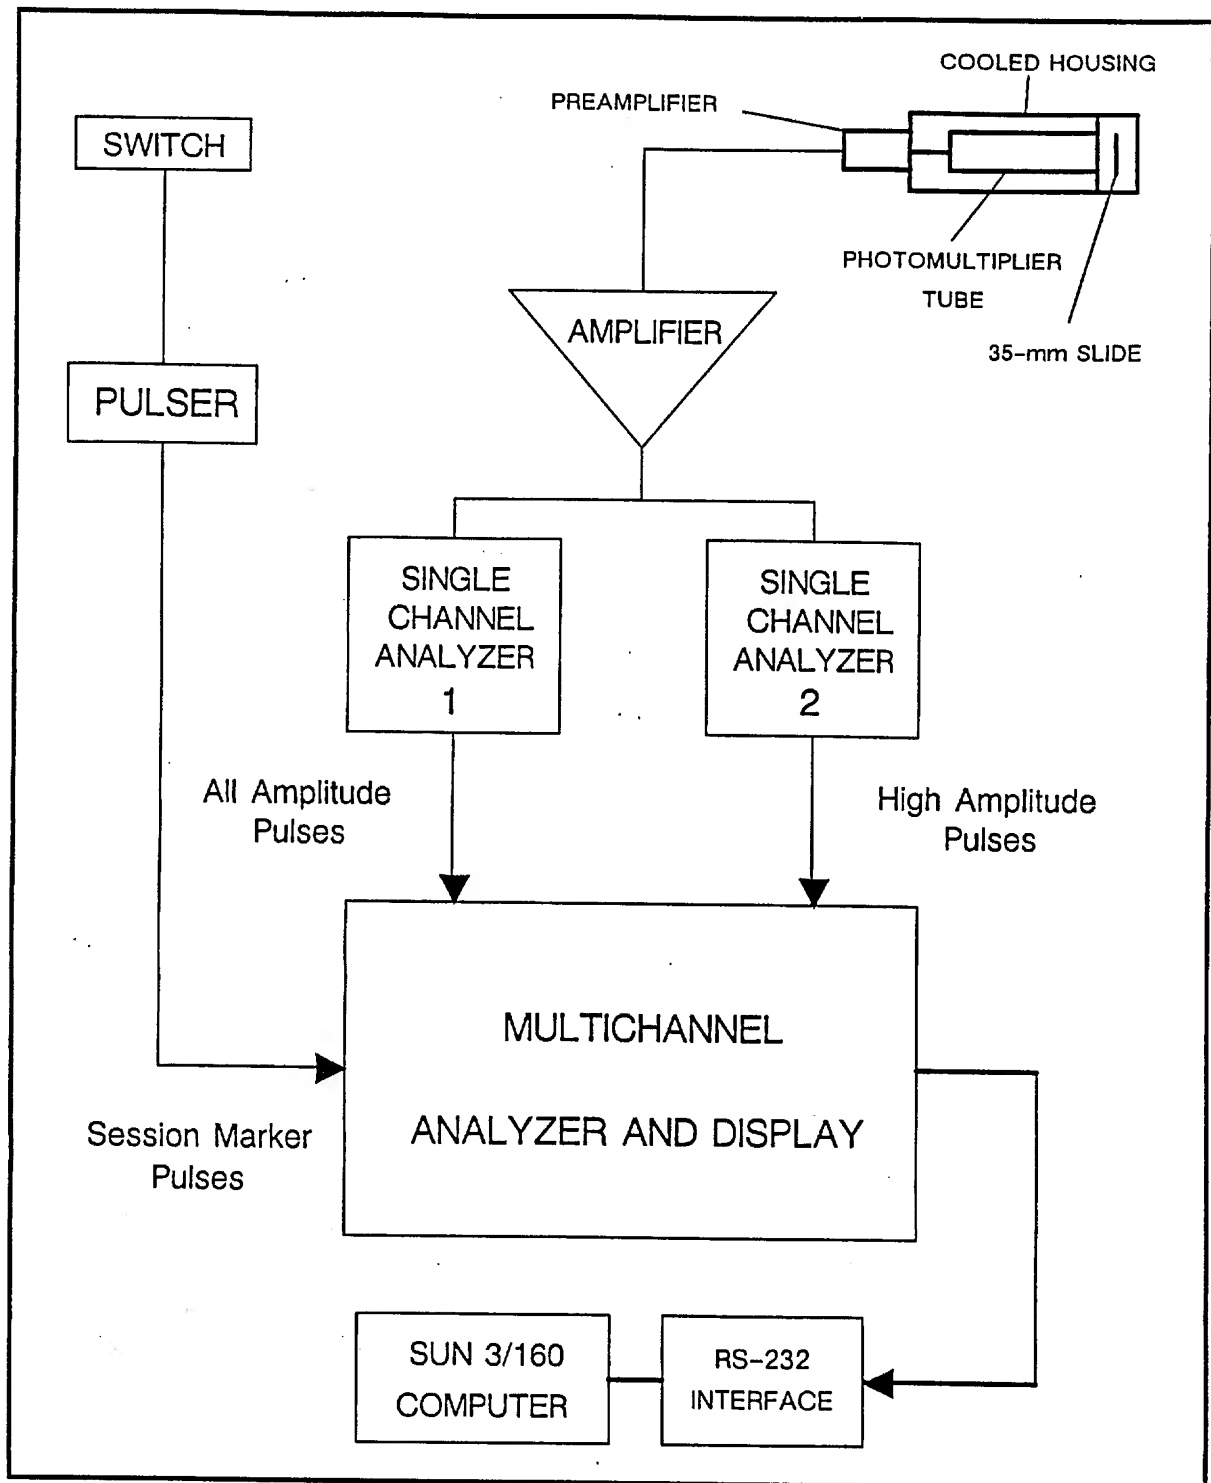 COOLED HOUSING
PREAMPLIFIER
SWITCH
PHOTOMULTIPLIER
TUBE
35-mm SLIDE
AMPLIFIER
PULSER
SINGLE
CHANNEL
ANALYZER
1
SINGLE
CHANNEL
ANALYZER
2
All Amplitude
Pulses
High Amplitude
Pulses
MULTICHANNEL
ANALYZER AND DISPLAY
Session Marker
Pulses
SUN 3/160
COMPUTER
RS-232
INTERFACE